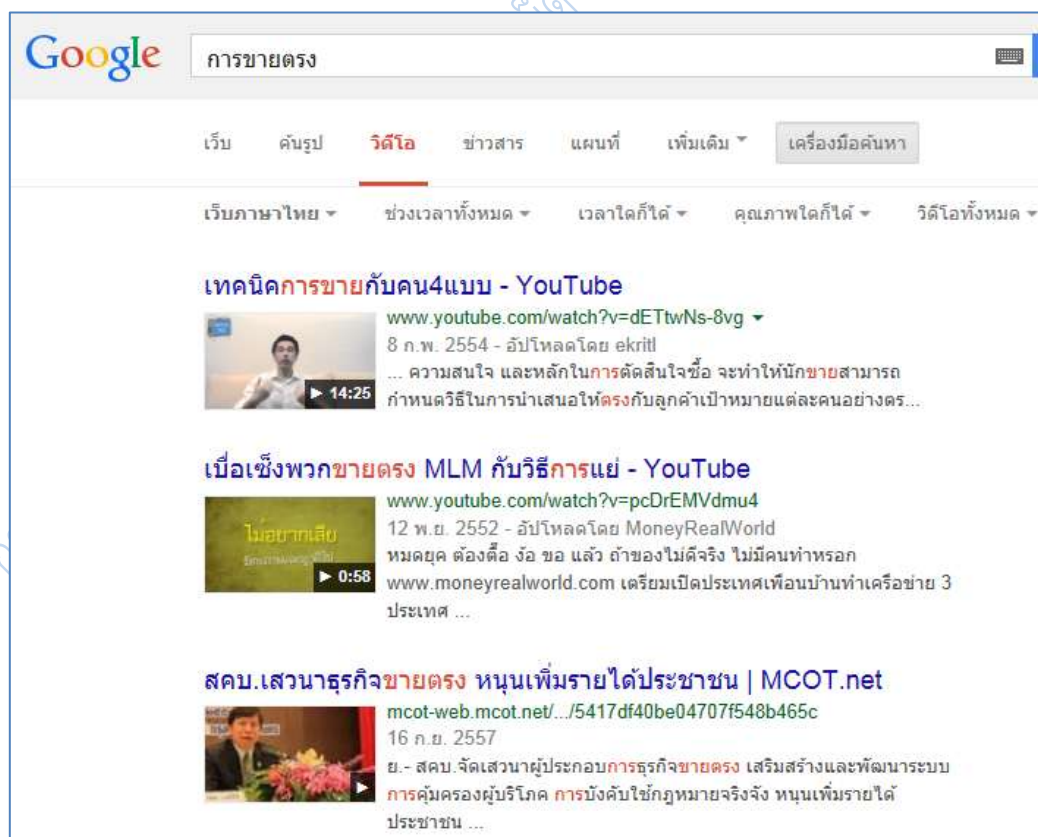 Google การขายตรง
เว็บ ค้นรูป วิดีโอ ข่าวสาร แผนที่ เพิ่มเติม เครื่องมือค้นหา
เว็บภาษาไทย ช่วงเวลาทั้งหมด เวลาใดก็ได้ คุณภาพใดก็ได้ วิดีโอทั้งหมด
เทคนิคการขายกับคน4แบบ - YouTube
www.youtube.com/watch?v=dETtwNs-8vg
8 ก.พ. 2554 - อัปโหลดโดย ekritl
... ความสนใจ และหลักในการตัดสินใจซื้อ จะทำให้นักขายสามารถ
14:25
กำหนดวิธีในการนำเสนอให้ตรงกับลูกค้าเป้าหมายแต่ละคนอย่างตร...
เบื่อเซ็งพวกขายตรง MLM กับวิธีการแย่ - YouTube
www.youtube.com/watch?v=pcDrEMVdmu4
12 พ.ย. 2552 - อัปโหลดโดย MoneyRealWorld
ไม่อยากเสีย
หมดยุค ต้องตื๊อ ง้อ ขอ แล้ว ถ้าของไม่ดีจริง ไม่มีคนทำหรอก
0:58
www.moneyrealworld.com เตรียมเปิดประเทศเพื่อนบ้านทำเครือข่าย 3
ประเทศ ...
สคบ.เสวนาธุรกิจขายตรง หนุนเพิ่มรายได้ประชาชน | MCOT.net
mcot-web.mcot.net/.../5417df40be04707f548b465c
16 ก.ย. 2557
ย.- สคบ.จัดเสวนาผู้ประกอบการธุรกิจขายตรง เสริมสร้างและพัฒนาระบบ
การคุ้มครองผู้บริโภค การบังคับใช้กฎหมายจริงจัง หนุนเพิ่มรายได้
ประชาชน ...